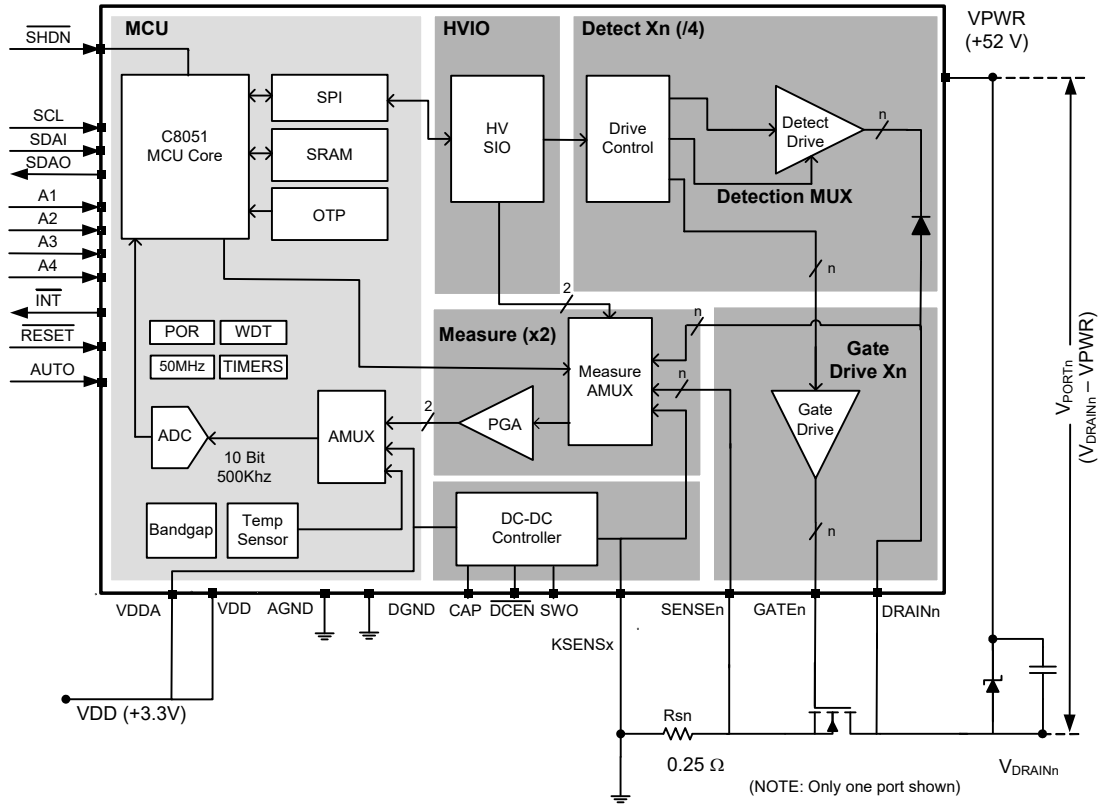 MCU
HVIO
Detect Xn (/4)
VPWR
(+52 V)
SHDN
SCL
SDAI
SDAO
A1
A2
A3
A4
INT
RESET
AUTO
C8051
MCU Core
SPI
SRAM
OTP
HV
SIO
Drive
Control
Detect
Drive
n
Detection MUX
n
2
POR
WDT
50MHz
TIMERS
Measure (x2)
n
Measure
AMUX
n
Gate
Drive Xn
Gate
Drive
n
ADC
10 Bit
500Khz
AMUX
2
PGA
Bandgap
Temp
Sensor
DC-DC
Controller
VPORTn
(VDRAINn – VPWR)
VDDA
VDD
AGND
DGND
CAP
DCEN
SWO
KSENSx
SENSEn
GATEn
DRAINn
VDD (+3.3V)
Rsn
0.25 Ω
(NOTE: Only one port shown)
VDRAINn